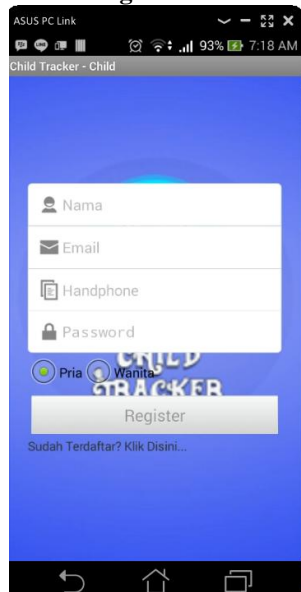 ASUS PC Link
93% 7:18 AM
Child Tracker - Child
Nama
Email
Handphone
Password
CHILD
Pria Wanita
TRACKER
Register
Sudah Terdaftar? Klik Disini...